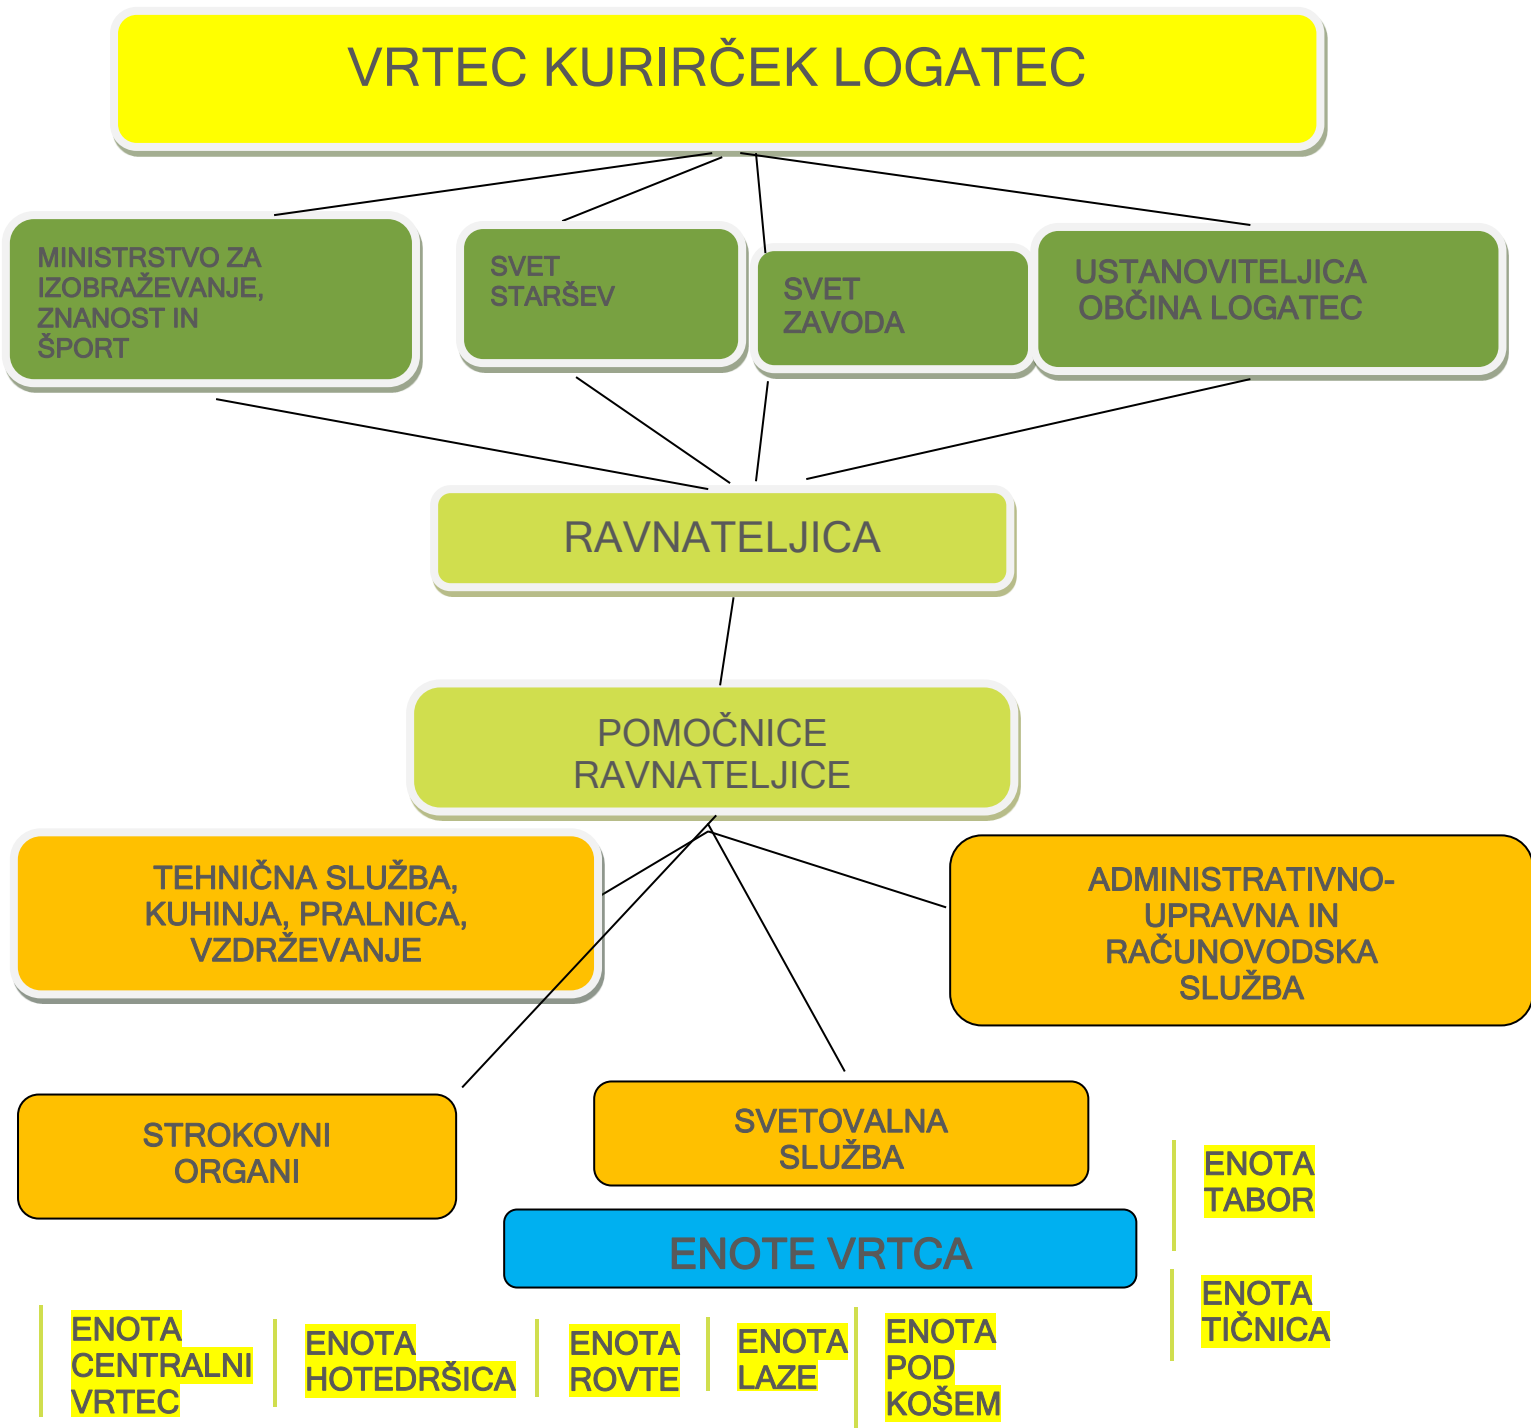 VRTEC KURIRČEK LOGATEC
MINISTRSTVO ZA
IZOBRAŽEVANJE,
ZNANOST IN
ŠPORT
SVET
STARŠEV
SVET
ZAVODA
USTANOVITELJICA
OBČINA LOGATEC
RAVNATELJICA
POMOČNICE
RAVNATELJICE
TEHNIČNA SLUŽBA,
KUHINJA, PRALNICA,
VZDRŽEVANJE
ADMINISTRATIVNO-
UPRAVNA IN
RAČUNOVODSKA
SLUŽBA
STROKOVNI
ORGANI
SVETOVALNA
SLUŽBA
ENOTA
TABOR
ENOTE VRTCA
ENOTA
TIČNICA
ENOTA
CENTRALNI
VRTEC
ENOTA
HOTEDRŠICA
ENOTA
ROVTE
ENOTA
LAZE
ENOTA
POD
KOŠEM